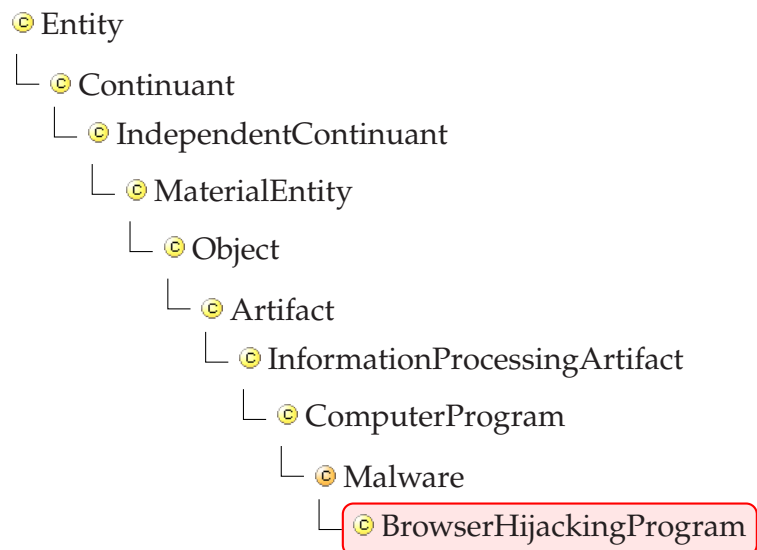 Entity
Continuant
IndependentContinuant
MaterialEntity
Object
Artifact
InformationProcessingArtifact
ComputerProgram
Malware
BrowserHijackingProgram